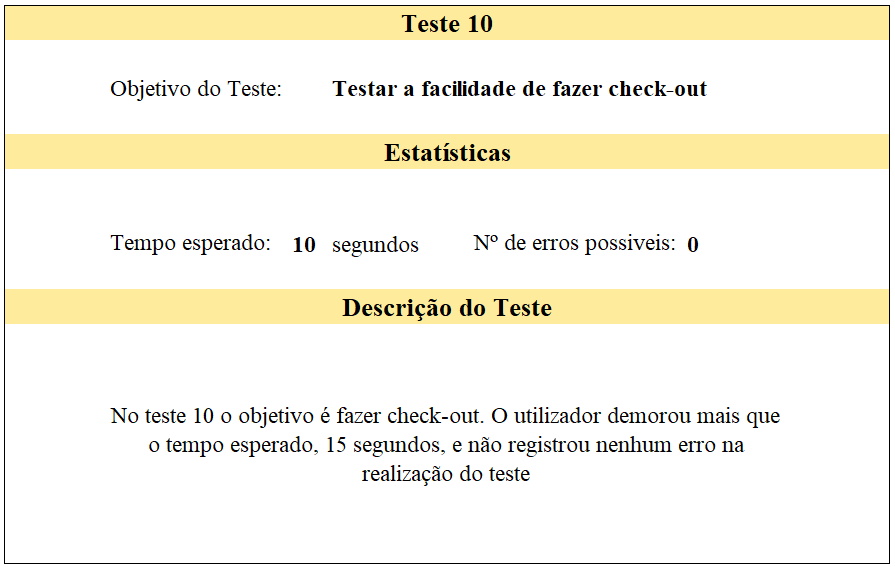 Teste 10
Objetivo do Teste: Testar a facilidade de fazer check-out
Estatísticas
Tempo esperado: 10 segundos Nº de erros possiveis: 0
Descrição do Teste
No teste 10 o objetivo é fazer check-out. O utilizador demorou mais que
o tempo esperado, 15 segundos, e não registrou nenhum erro na
realização do teste